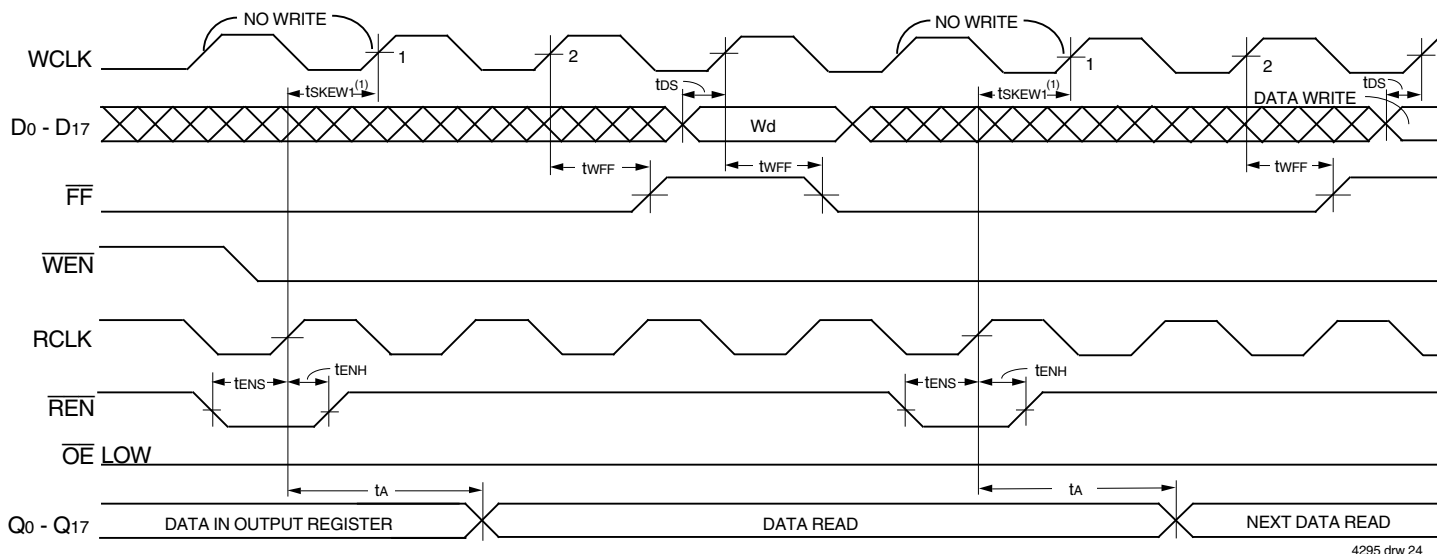 NO WRITE
NO WRITE
WCLK
1
2
1
2
tSKEW1(1)
tDS
tSKEW1(1)
tDS
DATA WRITE
D0 - D17
Wd
tWFF
tWFF
tWFF
FF
WEN
RCLK
tENS
tENH
tENS
tENH
REN
OE LOW
tA
tA
Q0 - Q17
DATA IN OUTPUT REGISTER
DATA READ
NEXT DATA READ
4295 drw 24